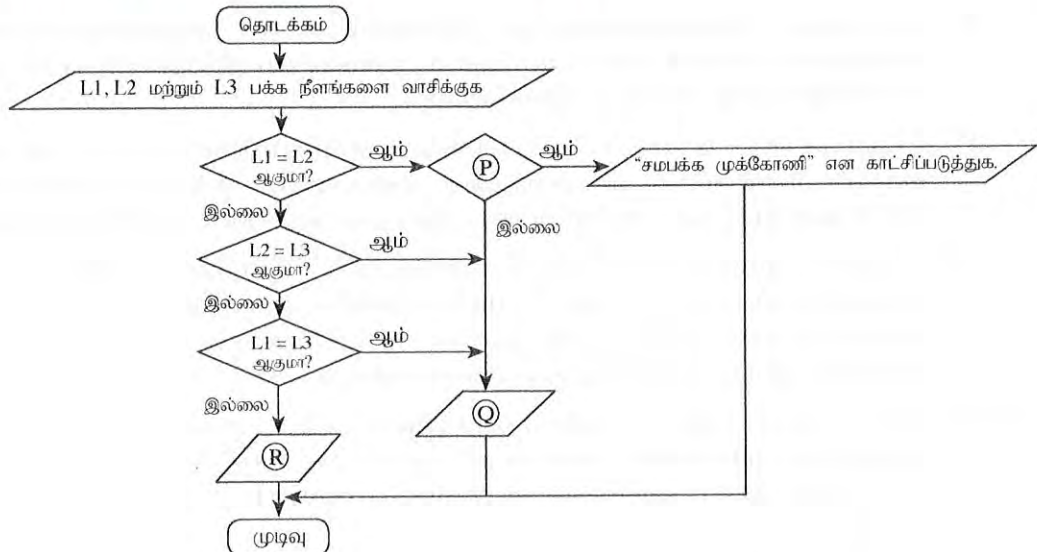 தொடக்கம்
L1, L2 மற்றும் L3 பக்க நீளங்களை வாசிக்குக
L1 = L2
ஆகுமா?
ஆம்
P
ஆம்
“சமபக்க முக்கோணி” என காட்சிப்படுத்துக.
இல்லை
இல்லை
L2 = L3
ஆகுமா?
ஆம்
இல்லை
L1 = L3
ஆகுமா?
ஆம்
இல்லை
Q
R
முடிவு